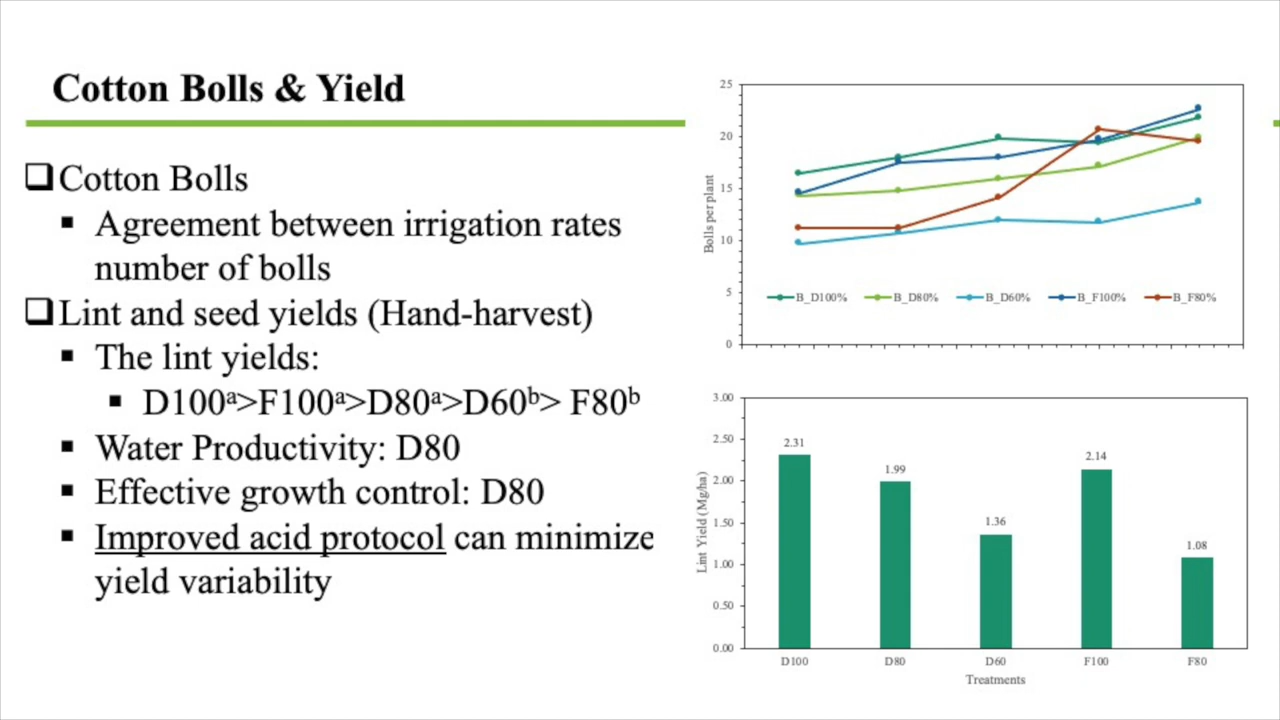 Cotton Bolls & Yield
❑Cotton Bolls
▪ Agreement between irrigation rates
number of bolls
❑Lint and seed yields (Hand-harvest)
▪ The lint yields:
▪ D100ᵃ>F100ᵃ>D80ᵃ>D60ᵇ> F80ᵇ
▪ Water Productivity: D80
▪ Effective growth control: D80
▪ Improved acid protocol can minimize
yield variability
25
20
15
10
5
0
Bolls per plant
B_D100% B_D80% B_D60% B_F100% B_F80%
3.00
2.50
2.00
1.50
1.00
0.50
0.00
Lint Yield (Mg/ha)
2.31
1.99
1.36
2.14
1.08
D100 D80 D60 F100 F80
Treatments